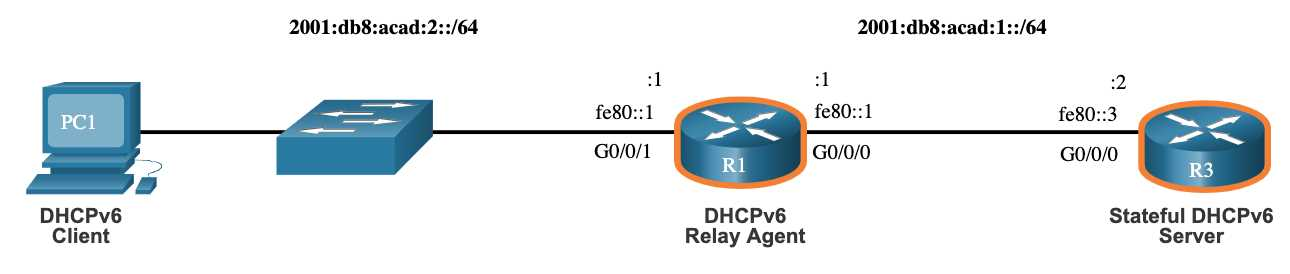 2001:db8:acad:2::/64
2001:db8:acad:1::/64
:1
:1
:2
fe80::1
fe80::1
fe80::3
PC1
G0/0/1
R1
G0/0/0
G0/0/0
R3
DHCPv6
Client
DHCPv6
Relay Agent
Stateful DHCPv6
Server